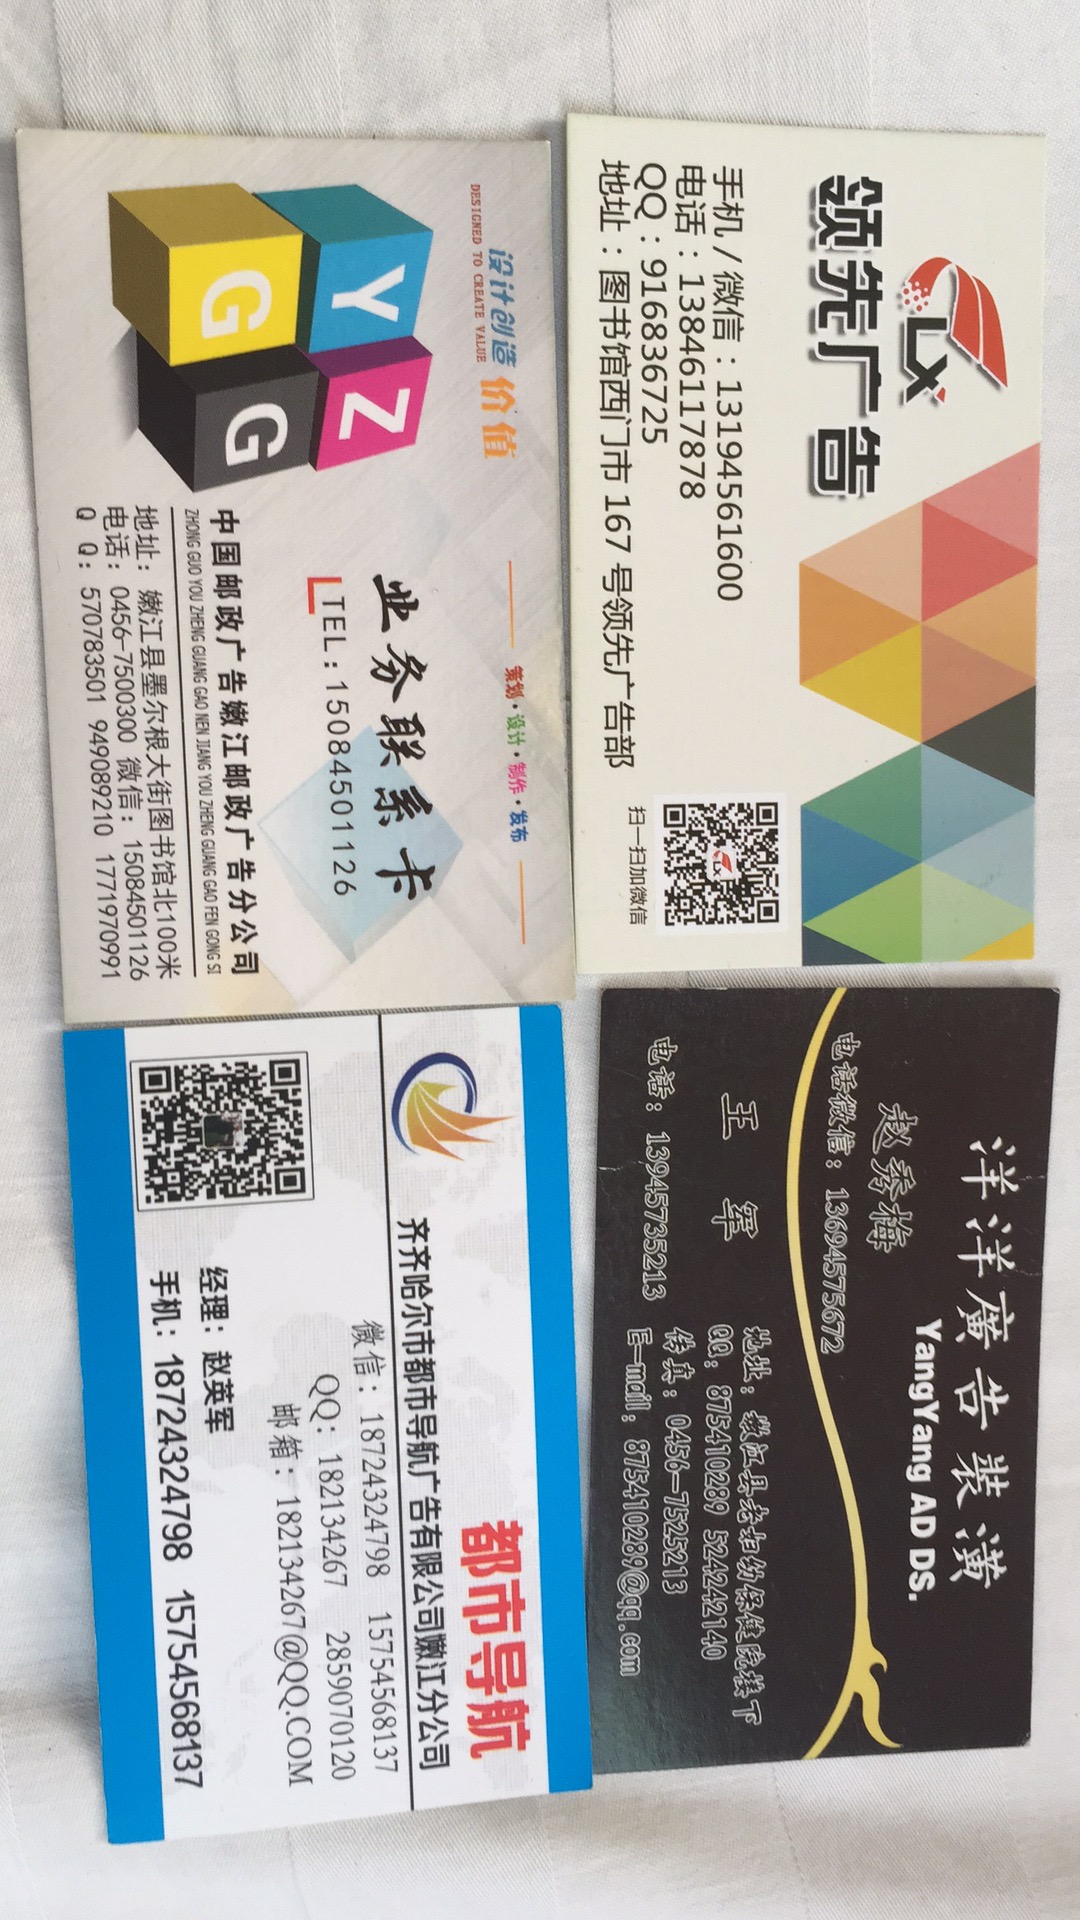 LX
领先广告
手机/微信：13194561600
电话：13846117878
QQ：916836725
地址：图书馆西门市 167 号领先广告部
扫一扫加微信
设计创造 价值
DESIGNED TO CREATE VALUE
策划·设计·制作·发布
Y Z
G G
业务联系卡
TEL:15084501126
中国邮政广告嫩江邮政广告分公司
ZHONG GUO YOU ZHENG GUANG GAO NEN JIANG YOU ZHENG GUANG GAO FEN GONG SI
地址：嫩江县墨尔根大街图书馆北100米
电话：0456-7500300 微信：15084501126
Q Q：570783501 949089210 1771970991
洋洋廣告裝潢
YangYang AD DS.
赵秀梅
电话微信：13694575672
王军
电话：13945735213
地址：嫩江县老妇幼保健院楼下
QQ：875410289 524242140
传真：0456-7525213
E-mail：875410289@qq.com
都市导航
齐齐哈尔市都市导航广告有限公司嫩江分公司
微信：18724324798 15754568137
QQ：182134267 2859070120
邮箱：182134267@QQ.COM
经理：赵英军
手机：18724324798 15754568137